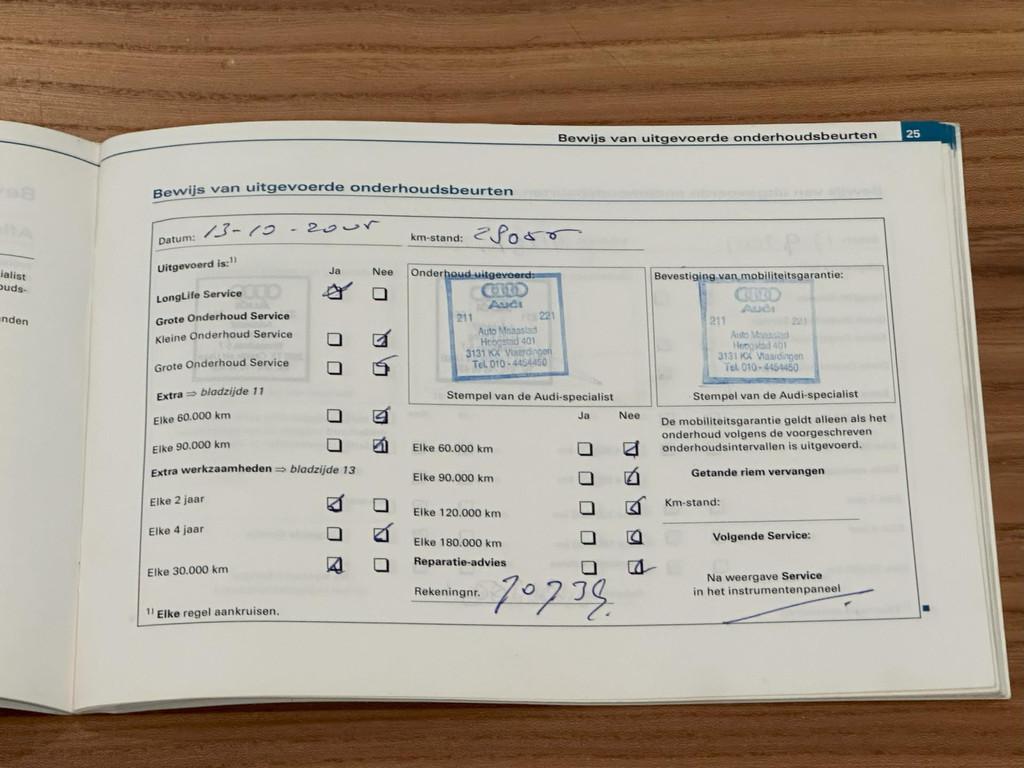 Bewijs van uitgevoerde onderhoudsbeurten 25
Bewijs van uitgevoerde onderhoudsbeurten
Datum: 13-10-2005 km-stand:
Uitgevoerd is:¹⁾
Ja Nee
LongLife Service
Grote Onderhoud Service
Kleine Onderhoud Service
Grote Onderhoud Service
Extra ⇒ bladzijde 11
Elke 60.000 km
Elke 90.000 km
Extra werkzaamheden ⇒ bladzijde 13
Elke 2 jaar
Elke 4 jaar
Elke 30.000 km
¹⁾ Elke regel aankruisen.
Onderhoud uitgevoerd:
Audi
211 221
Auto Maasstad
Hoogstad 401
3131 KX Vlaardingen
Tel. 010 - 4454450
Stempel van de Audi-specialist
Ja Nee
Elke 60.000 km
Elke 90.000 km
Elke 120.000 km
Elke 180.000 km
Reparatie-advies
Rekeningnr.
Bevestiging van mobiliteitsgarantie:
Audi
211 221
Auto Maasstad
Hoogstad 401
3131 KX Vlaardingen
Tel. 010 - 4454450
Stempel van de Audi-specialist
De mobiliteitsgarantie geldt alleen als het
onderhoud volgens de voorgeschreven
onderhoudsintervallen is uitgevoerd.
Getande riem vervangen
Km-stand:
Volgende Service:
Na weergave Service
in het instrumentenpaneel
ialist
ouds-
nden